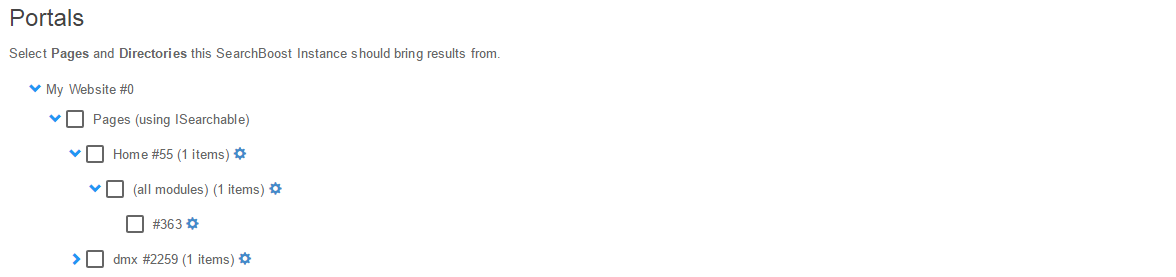 Portals
Select Pages and Directories this SearchBoost Instance should bring results from.
My Website #0
Pages (using ISearchable)
Home #55 (1 items)
(all modules) (1 items)
#363
dmx #2259 (1 items)